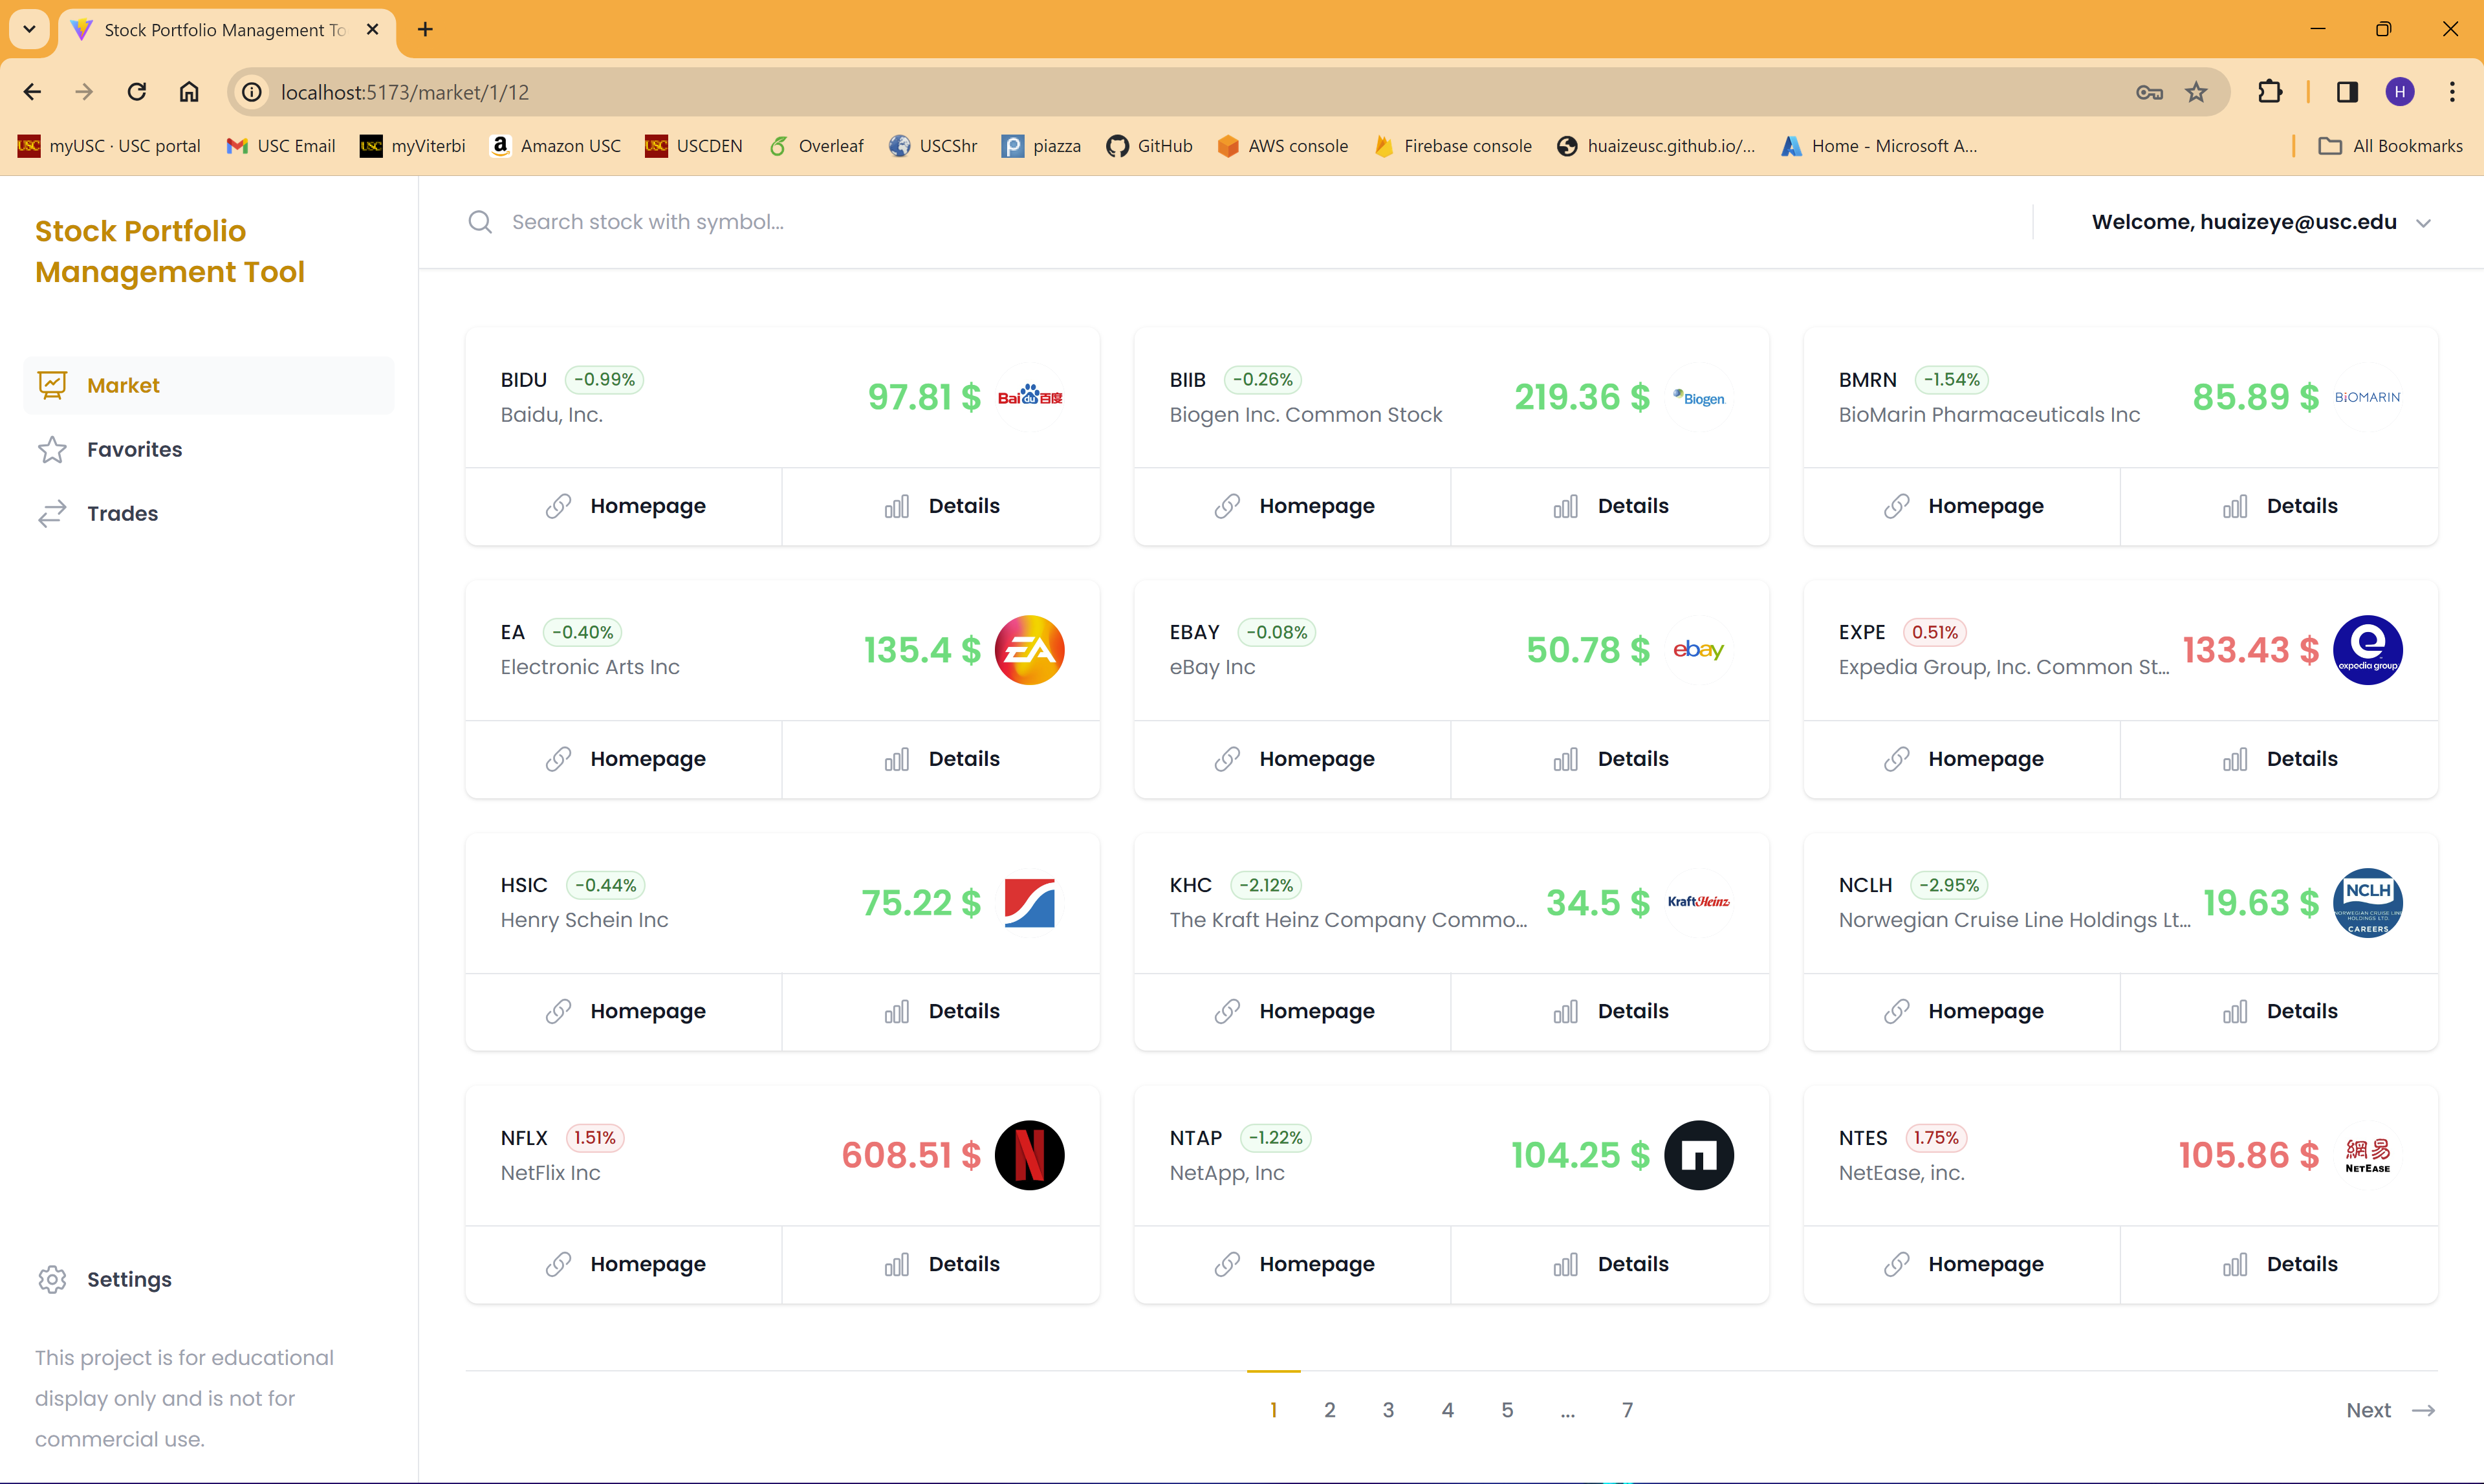 Stock Portfolio Management To
localhost:5173/market/1/12
H
USC myUSC · USC portal
USC Email
USC myViterbi
a Amazon USC
USC USCDEN
Overleaf
USCShr
p piazza
GitHub
AWS console
Firebase console
huaizeusc.github.io/...
Home - Microsoft A...
All Bookmarks
Stock Portfolio
Management Tool
Search stock with symbol...
Welcome, huaizeye@usc.edu
Market
Favorites
Trades
BIDU -0.99%
Baidu, Inc.
97.81 $
Baidu百度
Homepage
Details
BIIB -0.26%
Biogen Inc. Common Stock
219.36 $
Biogen
Homepage
Details
BMRN -1.54%
BioMarin Pharmaceuticals Inc
85.89 $
BIOMARIN
Homepage
Details
EA -0.40%
Electronic Arts Inc
135.4 $
EA
Homepage
Details
EBAY -0.08%
eBay Inc
50.78 $
ebay
Homepage
Details
EXPE 0.51%
Expedia Group, Inc. Common St...
133.43 $
e
expedia group
Homepage
Details
HSIC -0.44%
Henry Schein Inc
75.22 $
Homepage
Details
KHC -2.12%
The Kraft Heinz Company Commo...
34.5 $
KraftHeinz
Homepage
Details
NCLH -2.95%
Norwegian Cruise Line Holdings Lt...
19.63 $
NCLH
NORWEGIAN CRUISE LINE
HOLDINGS LTD.
CAREERS
Homepage
Details
NFLX 1.51%
NetFlix Inc
608.51 $
N
Homepage
Details
NTAP -1.22%
NetApp, Inc
104.25 $
Homepage
Details
NTES 1.75%
NetEase, inc.
105.86 $
網易
NETEASE
Homepage
Details
Settings
This project is for educational
display only and is not for
commercial use.
1 2 3 4 5 ... 7
Next